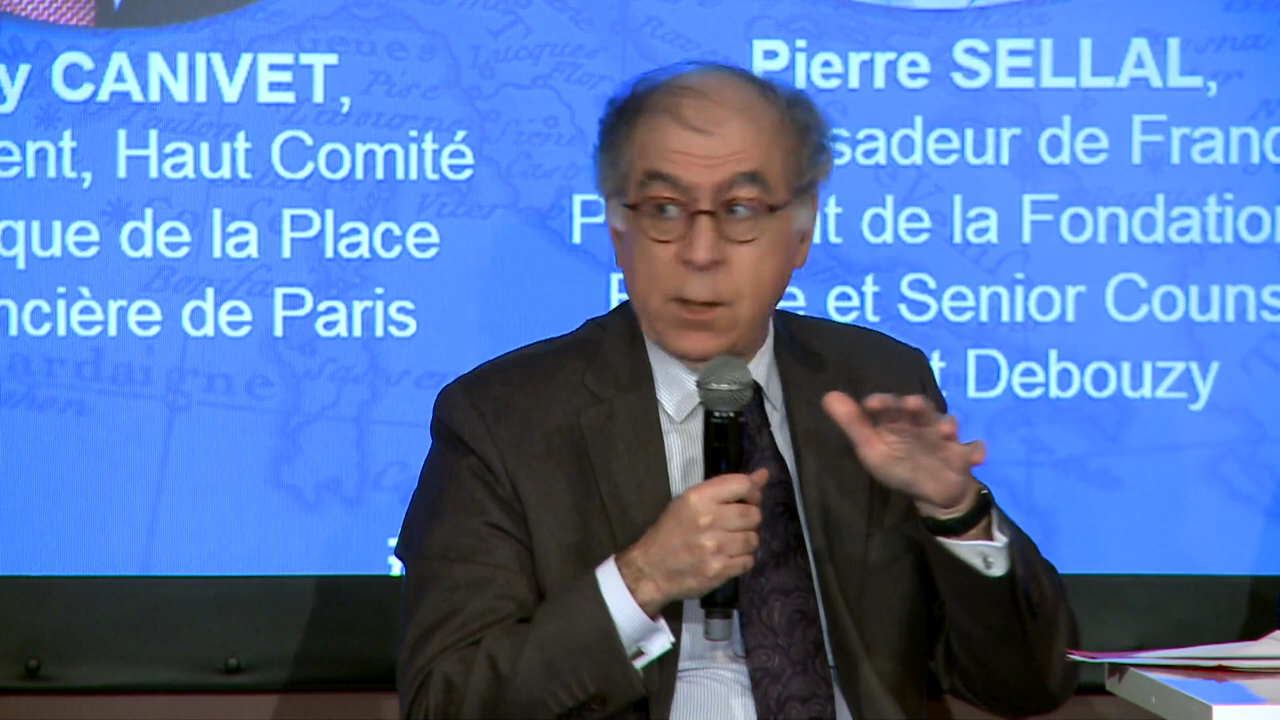 y CANIVET,
ent, Haut Comité
que de la Place
ncière de Paris
Pierre SELLAL,
sadeur de Franc
t de la Fondation
e et Senior Couns
t Debouzy